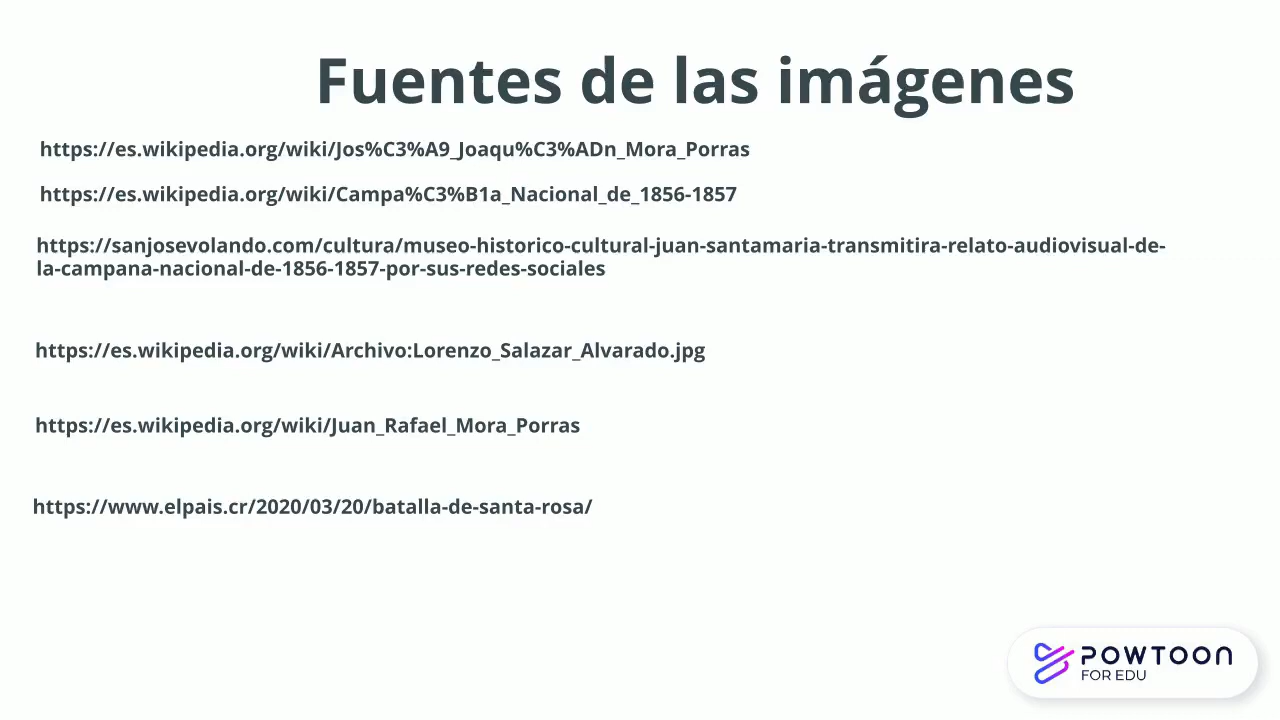 Fuentes de las imágenes
https://es.wikipedia.org/wiki/Jos%C3%A9_Joaqu%C3%ADn_Mora_Porras
https://es.wikipedia.org/wiki/Campa%C3%B1a_Nacional_de_1856-1857
https://sanjosevolando.com/cultura/museo-historico-cultural-juan-santamaria-transmitira-relato-audiovisual-de-
la-campana-nacional-de-1856-1857-por-sus-redes-sociales
https://es.wikipedia.org/wiki/Archivo:Lorenzo_Salazar_Alvarado.jpg
https://es.wikipedia.org/wiki/Juan_Rafael_Mora_Porras
https://www.elpais.cr/2020/03/20/batalla-de-santa-rosa/
POWTOON
FOR EDU